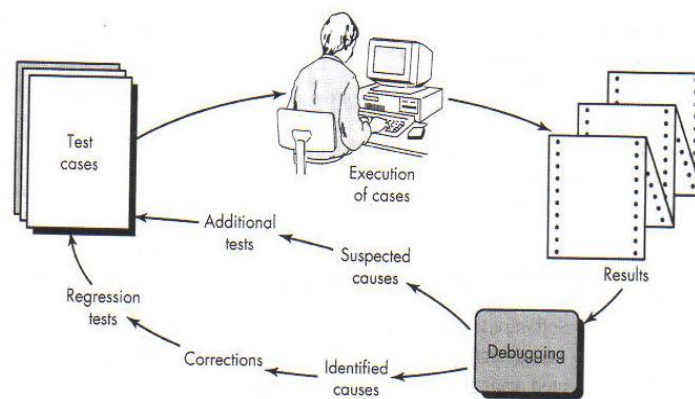 Test
cases
Execution
of cases
Results
Additional
tests
Suspected
causes
Regression
tests
Corrections
Identified
causes
Debugging